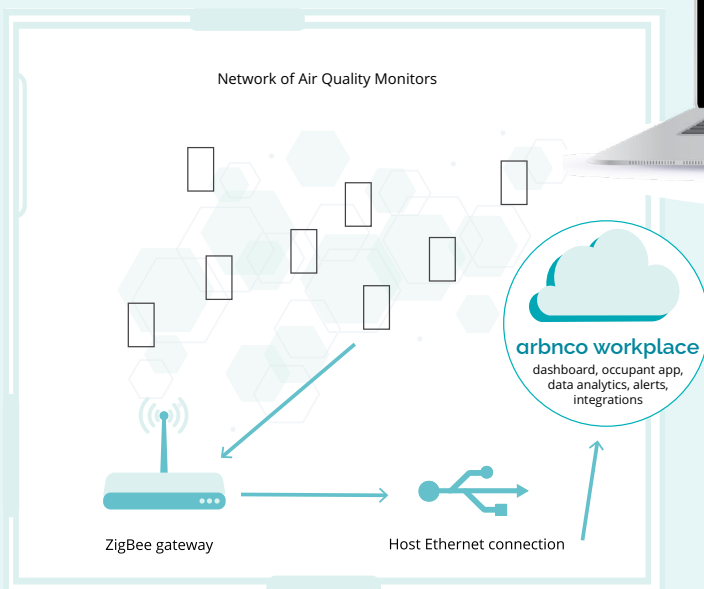 Network of Air Quality Monitors
arbnco workplace
dashboard, occupant app,
data analytics, alerts,
integrations
ZigBee gateway
Host Ethernet connection